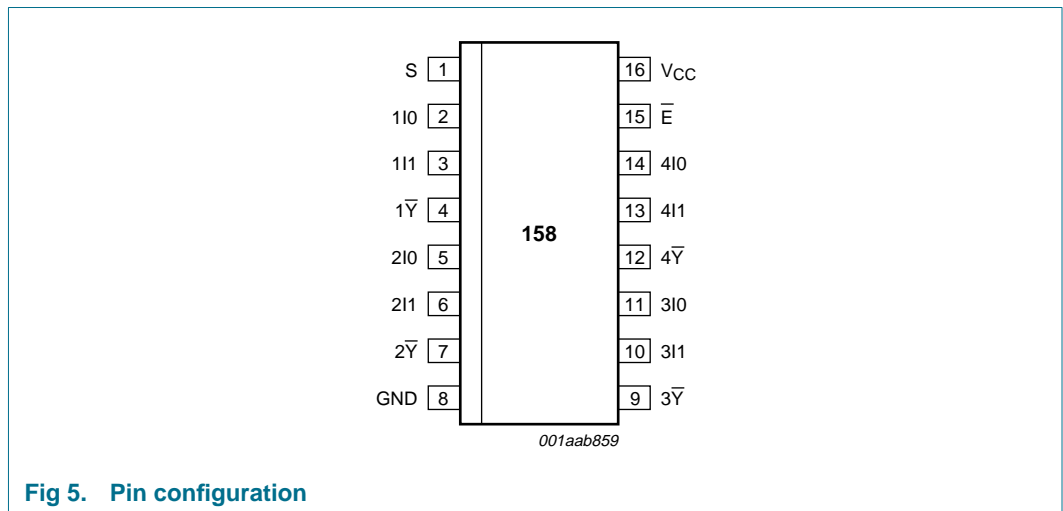 S 1 16 VCC
1I0 2 15 E̅
1I1 3 14 4I0
1Y̅ 4 13 4I1
158
2I0 5 12 4Y̅
2I1 6 11 3I0
2Y̅ 7 10 3I1
GND 8 9 3Y̅
001aab859
Fig 5. Pin configuration